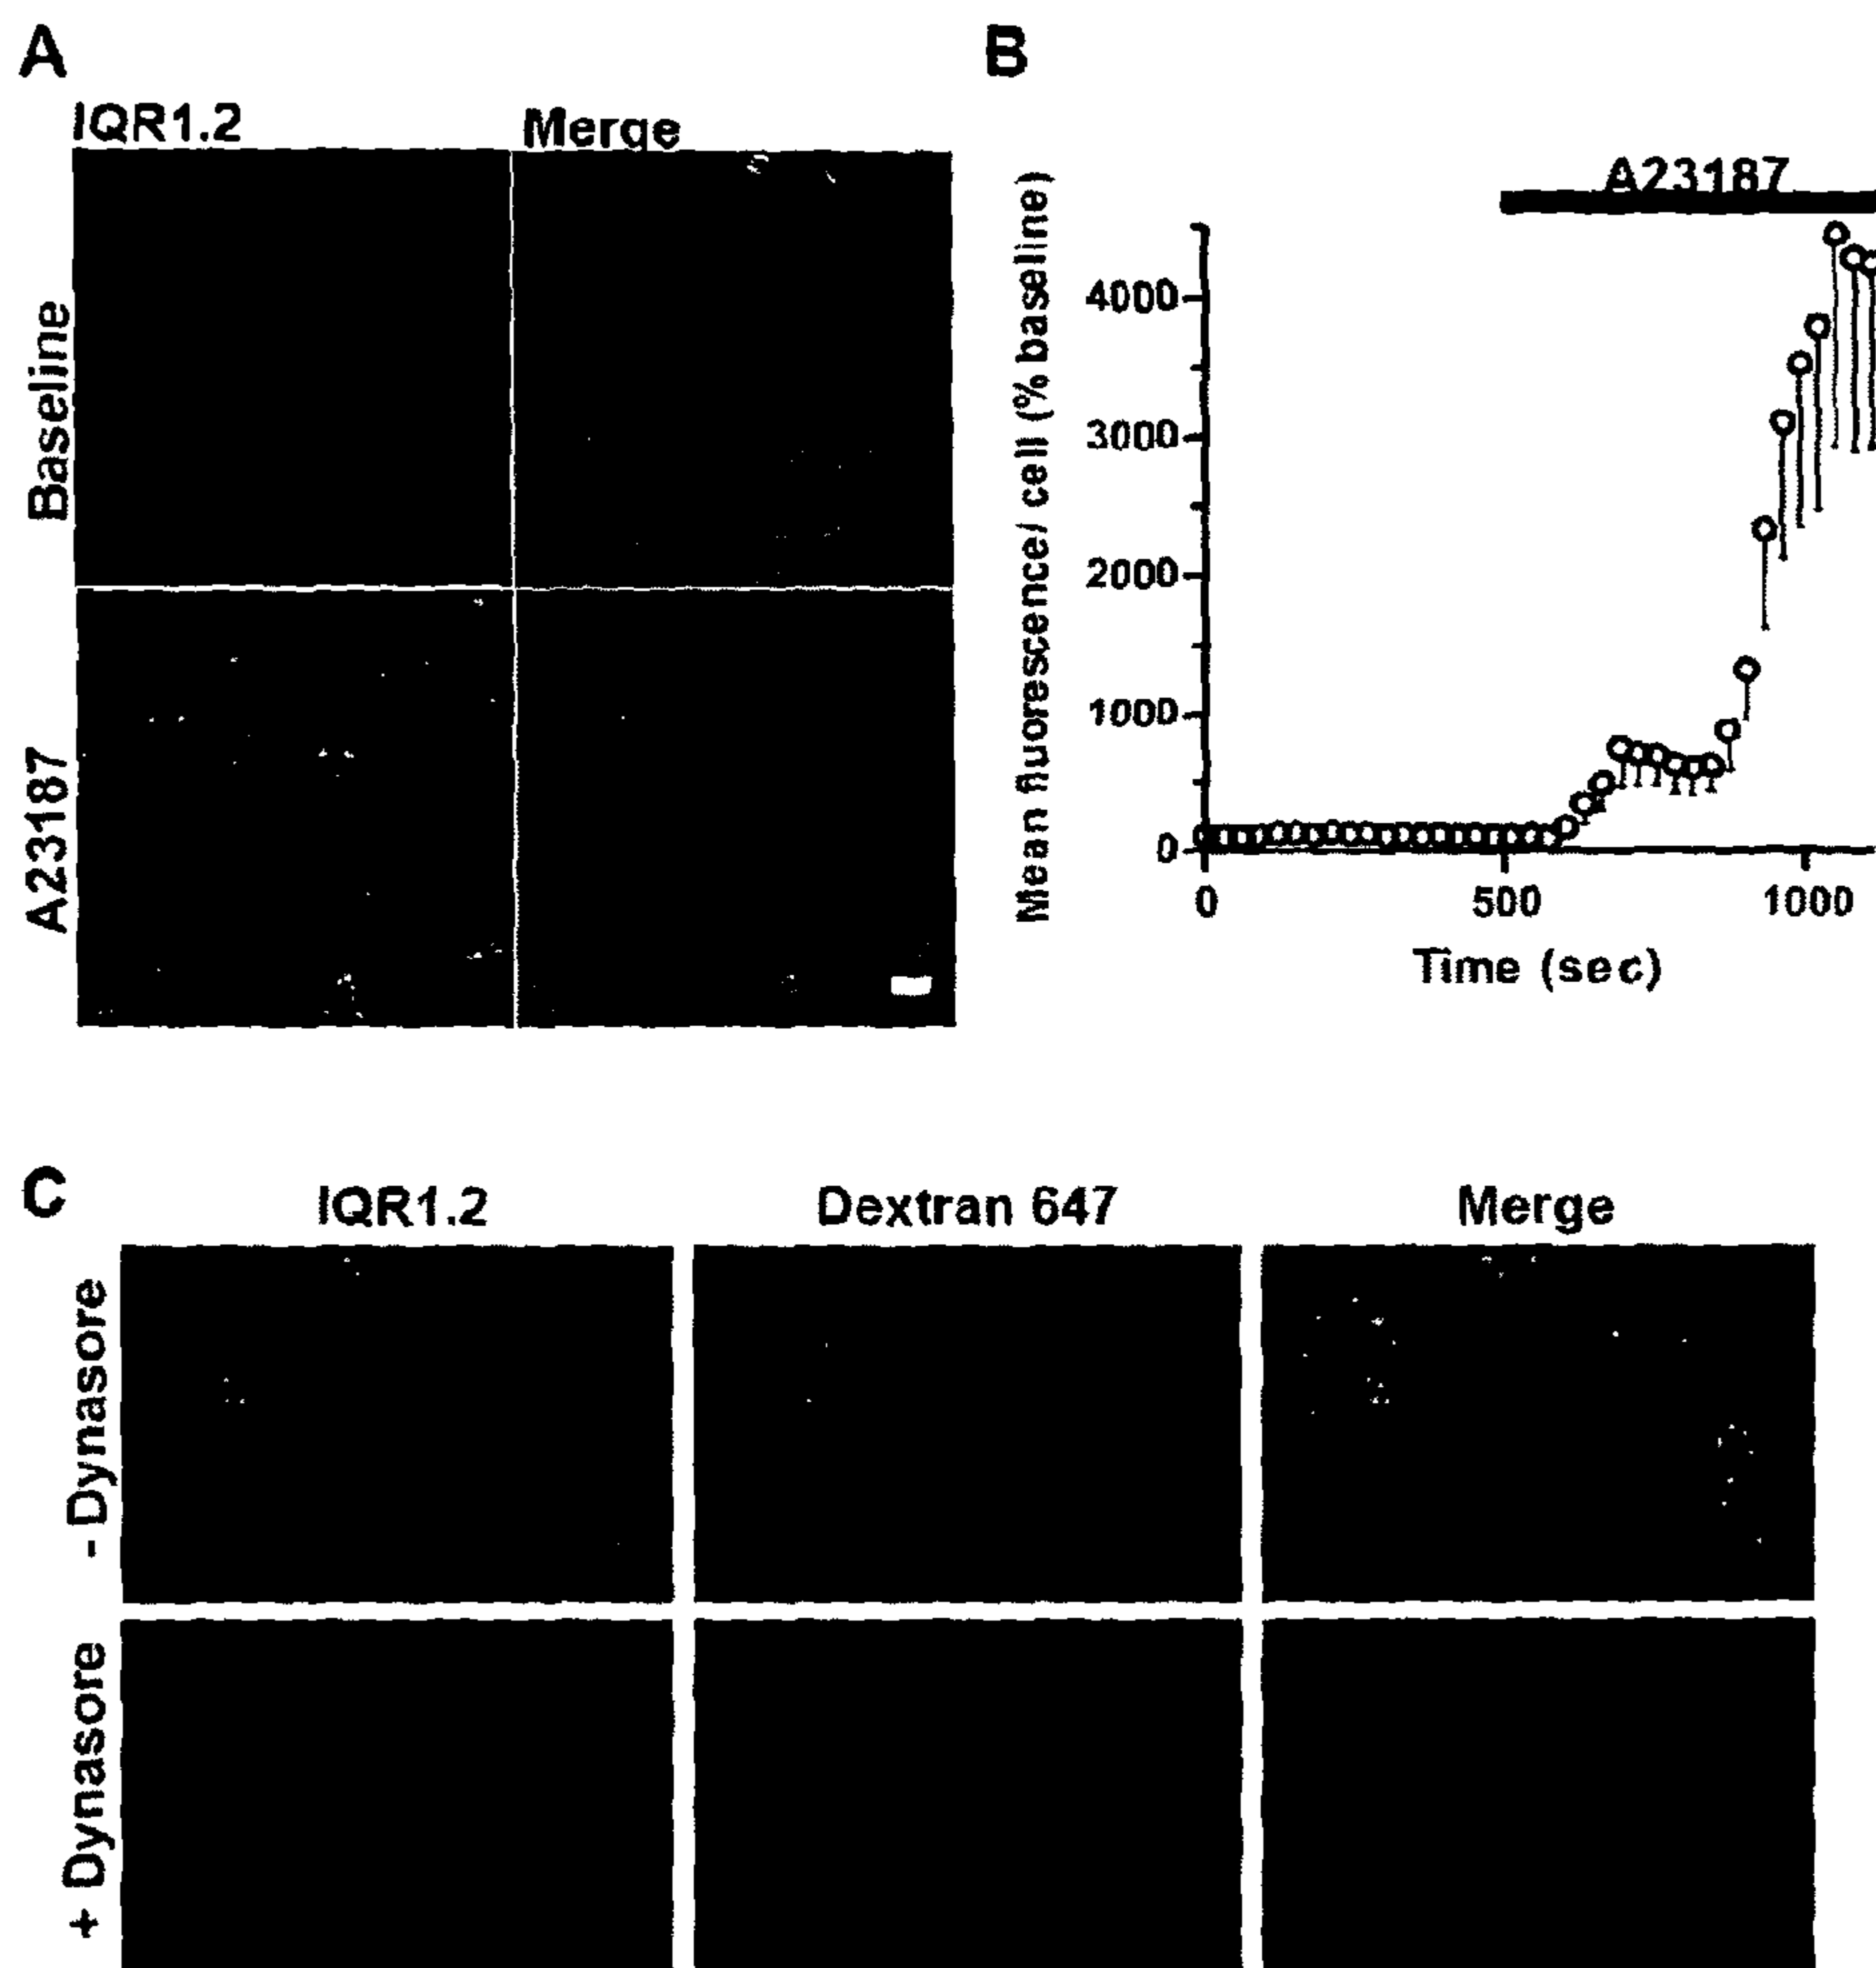 A
IQR1.2
Merge
Baseline
A23187
B
A23187
Mean fluorescence/ cell (% baseline)
4000
3000
2000
1000
0
0
500
1000
Time (sec)
C
IQR1.2
Dextran 647
Merge
- Dynasore
+ Dynasore